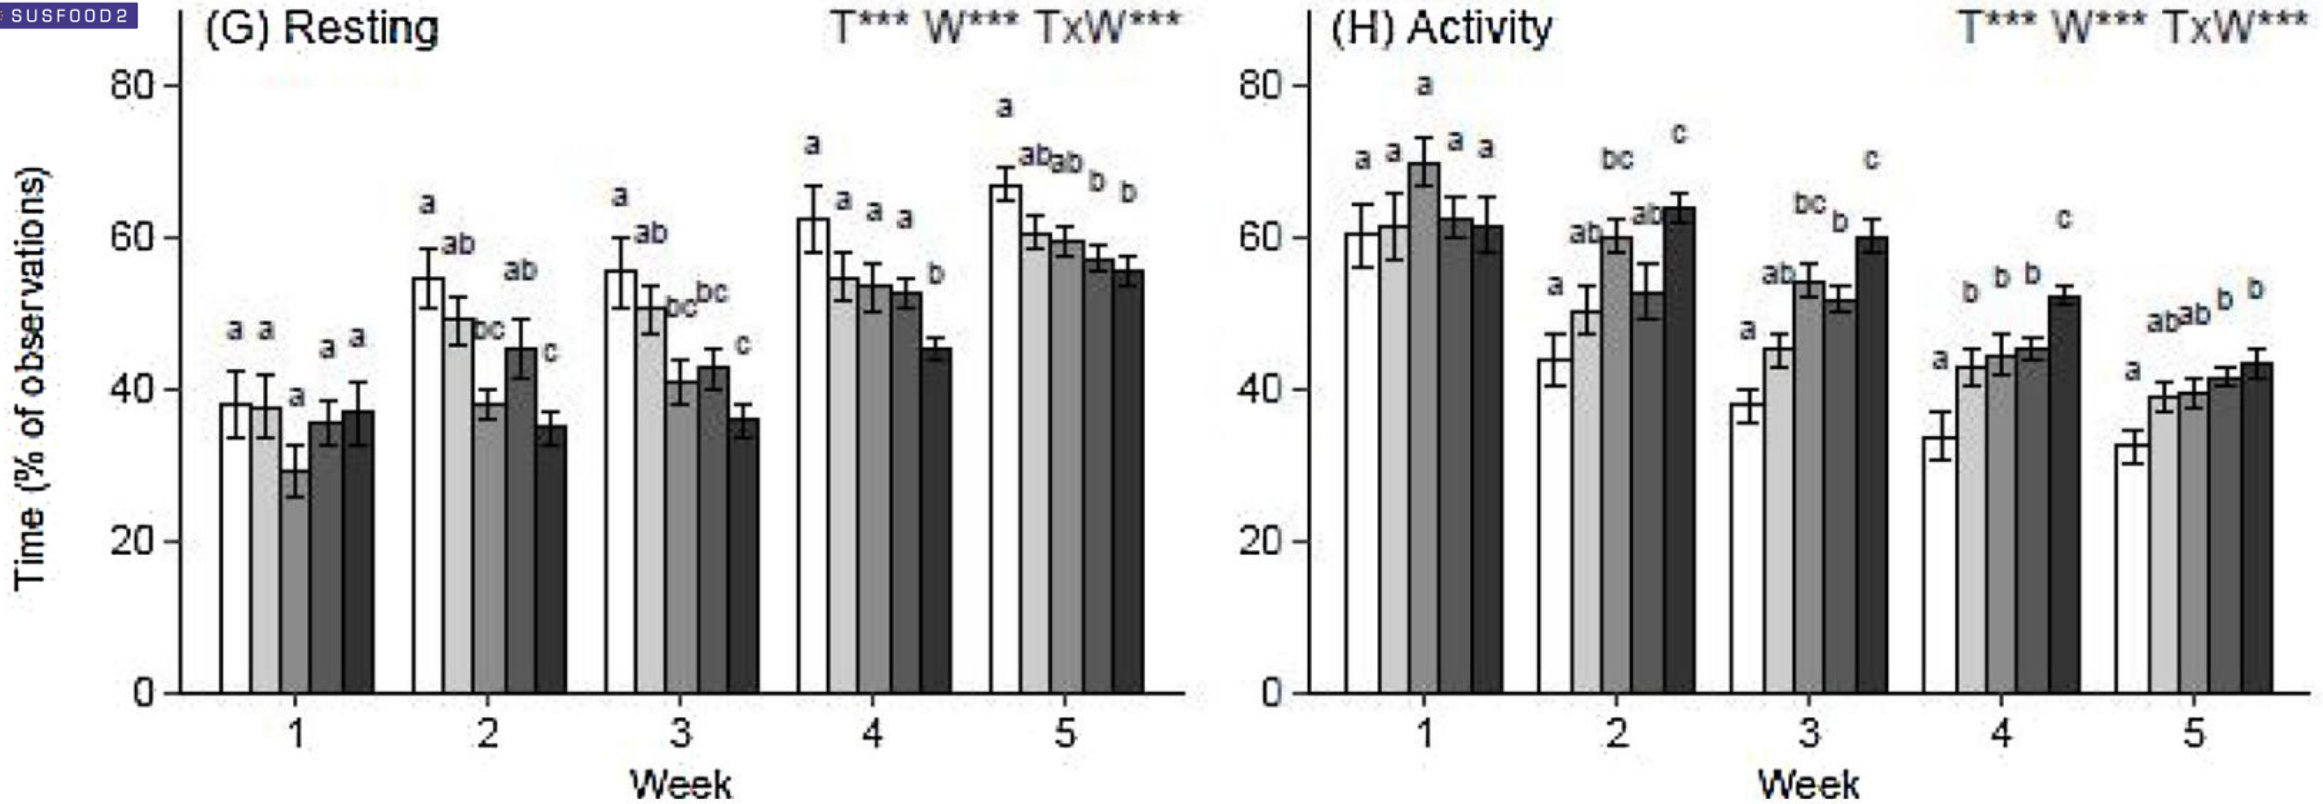 SUSFOOD2
(G) Resting
T*** W*** TxW***
Time (% of observations)
80
60
40
20
0
a a a a a
a ab bc ab c
a ab bc bc c
a a a a b
a ab ab b b
1 2 3 4 5
Week
(H) Activity
T*** W*** TxW***
80
60
40
20
0
a a a a a
a ab bc ab c
a ab bc b c
a b b b c
a ab ab b b
1 2 3 4 5
Week